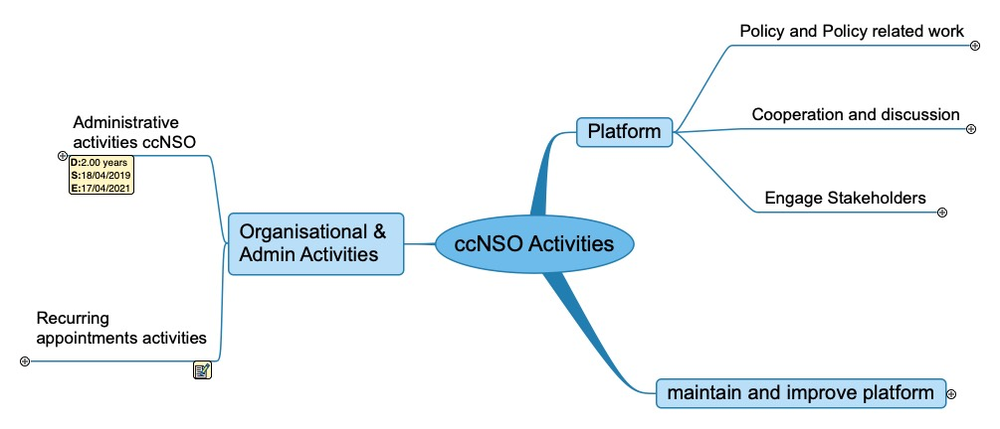 Policy and Policy related work
Cooperation and discussion
Engage Stakeholders
Platform
Administrative
activities ccNSO
D:2.00 years
S:18/04/2019
E:17/04/2021
Organisational &
Admin Activities
ccNSO Activities
Recurring
appointments activities
maintain and improve platform